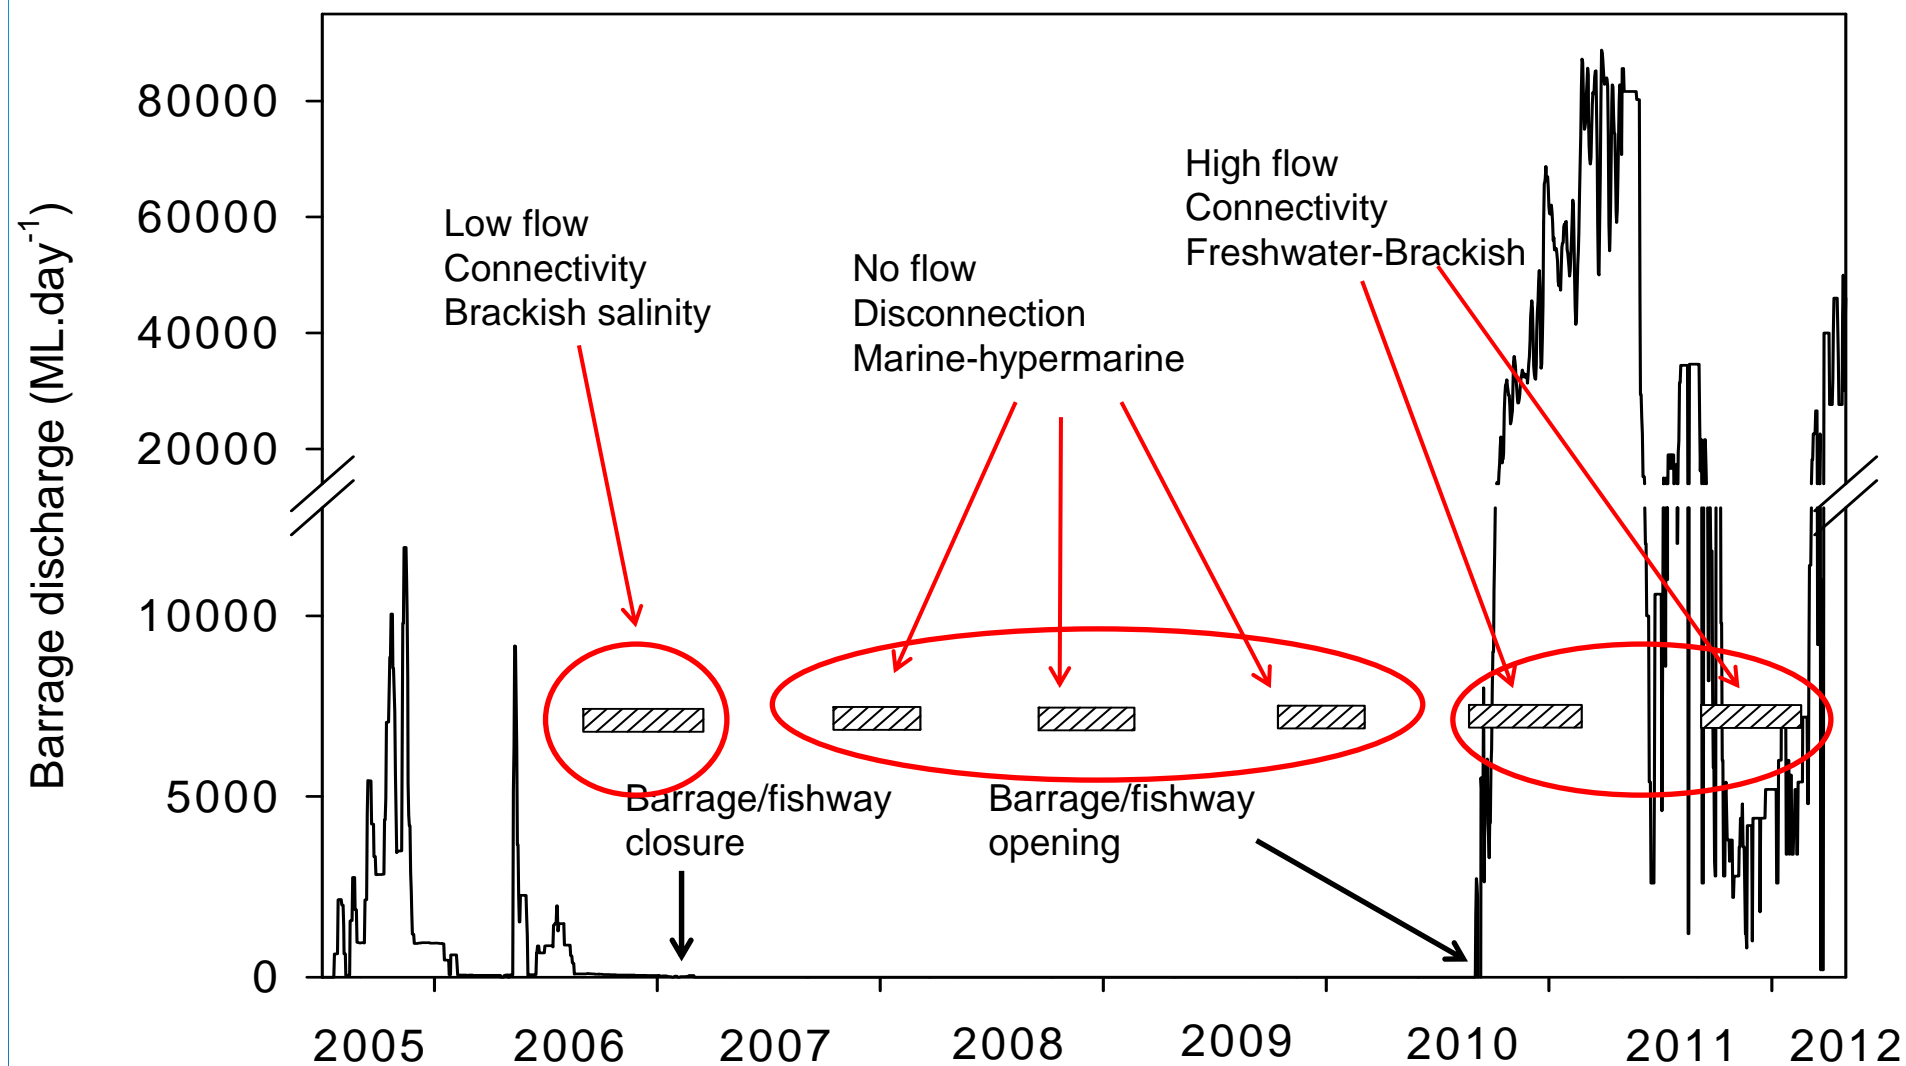 Barrage discharge (ML.day-1)
80000
60000
40000
20000
10000
5000
0
Low flow
Connectivity
Brackish salinity
No flow
Disconnection
Marine-hypermarine
High flow
Connectivity
Freshwater-Brackish
Barrage/fishway
closure
Barrage/fishway
opening
2005 2006 2007 2008 2009 2010 2011 2012